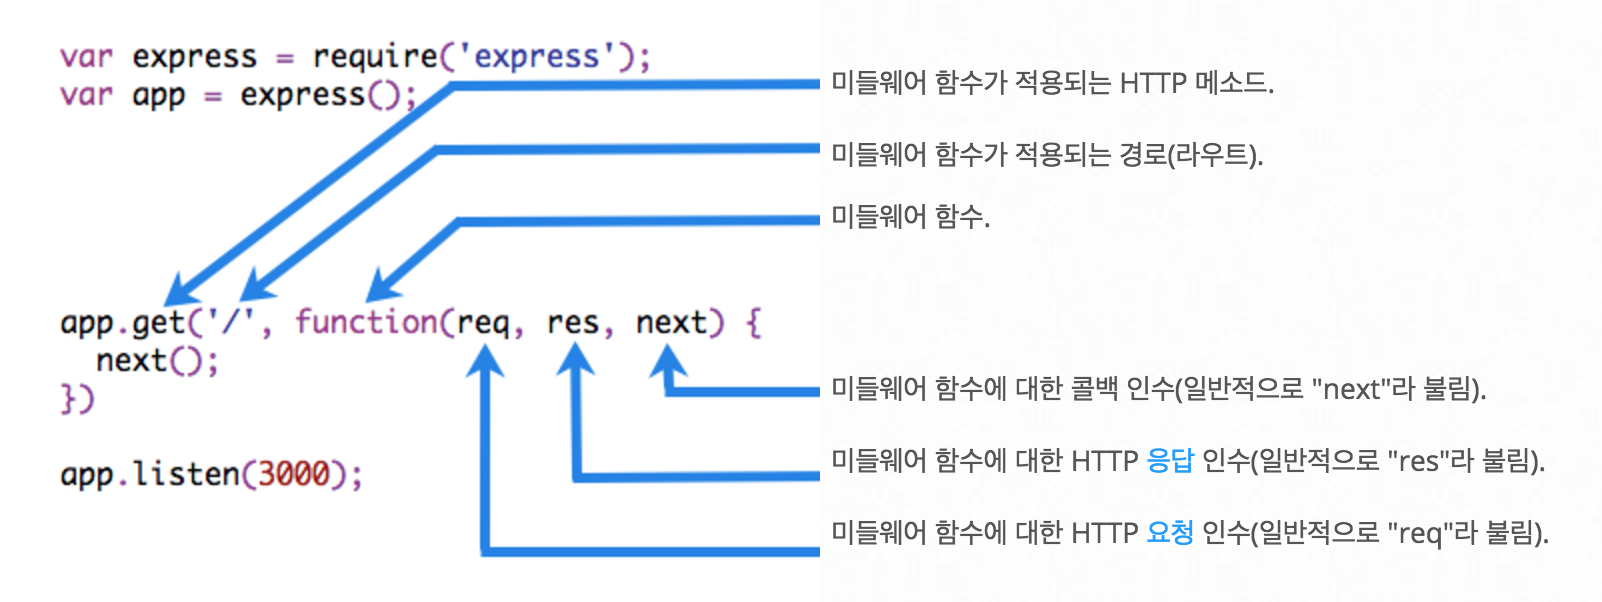 var express = require('express');
var app = express();
미들웨어 함수가 적용되는 HTTP 메소드.
미들웨어 함수가 적용되는 경로(라우트).
미들웨어 함수.
app.get('/', function(req, res, next) {
next();
})
app.listen(3000);
미들웨어 함수에 대한 콜백 인수(일반적으로 "next"라 불림).
미들웨어 함수에 대한 HTTP 응답 인수(일반적으로 "res"라 불림).
미들웨어 함수에 대한 HTTP 요청 인수(일반적으로 "req"라 불림).